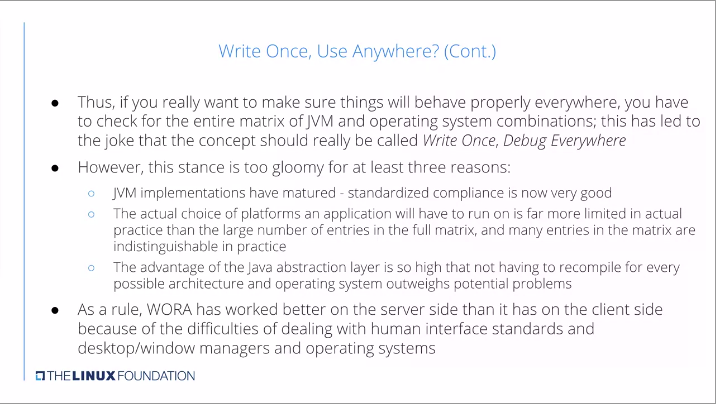 Write Once, Use Anywhere? (Cont.)
● Thus, if you really want to make sure things will behave properly everywhere, you have
to check for the entire matrix of JVM and operating system combinations; this has led to
the joke that the concept should really be called Write Once, Debug Everywhere
● However, this stance is too gloomy for at least three reasons:
○ JVM implementations have matured - standardized compliance is now very good
○ The actual choice of platforms an application will have to run on is far more limited in actual
practice than the large number of entries in the full matrix, and many entries in the matrix are
indistinguishable in practice
○ The advantage of the Java abstraction layer is so high that not having to recompile for every
possible architecture and operating system outweighs potential problems
● As a rule, WORA has worked better on the server side than it has on the client side
because of the difficulties of dealing with human interface standards and
desktop/window managers and operating systems
THE LINUX FOUNDATION